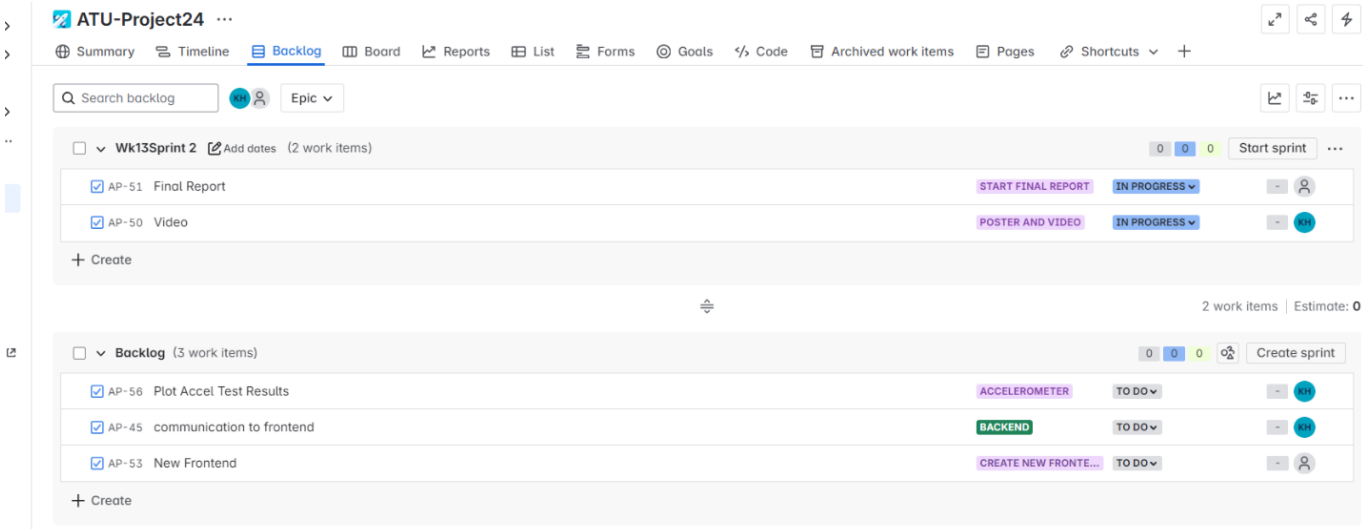 ATU-Project24 ...
Summary Timeline Backlog Board Reports List Forms Goals </> Code Archived work items Pages Shortcuts +
Search backlog KH Epic
Wk13Sprint 2 Add dates (2 work items) 0 0 0 Start sprint ...
AP-51 Final Report START FINAL REPORT IN PROGRESS -
AP-50 Video POSTER AND VIDEO IN PROGRESS - KH
+ Create
2 work items Estimate: 0
Backlog (3 work items) 0 0 0 Create sprint
AP-56 Plot Accel Test Results ACCELEROMETER TO DO - KH
AP-45 communication to frontend BACKEND TO DO - KH
AP-53 New Frontend CREATE NEW FRONTE... TO DO -
+ Create